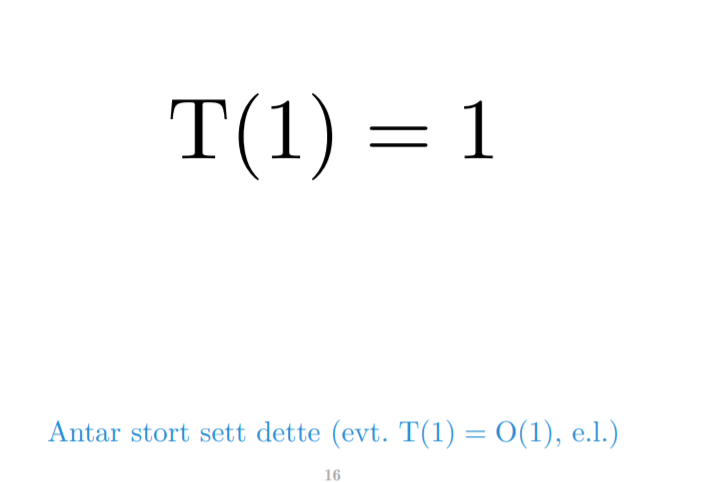 T(1) = 1
Antar stort sett dette (evt. T(1) = O(1), e.l.)
16